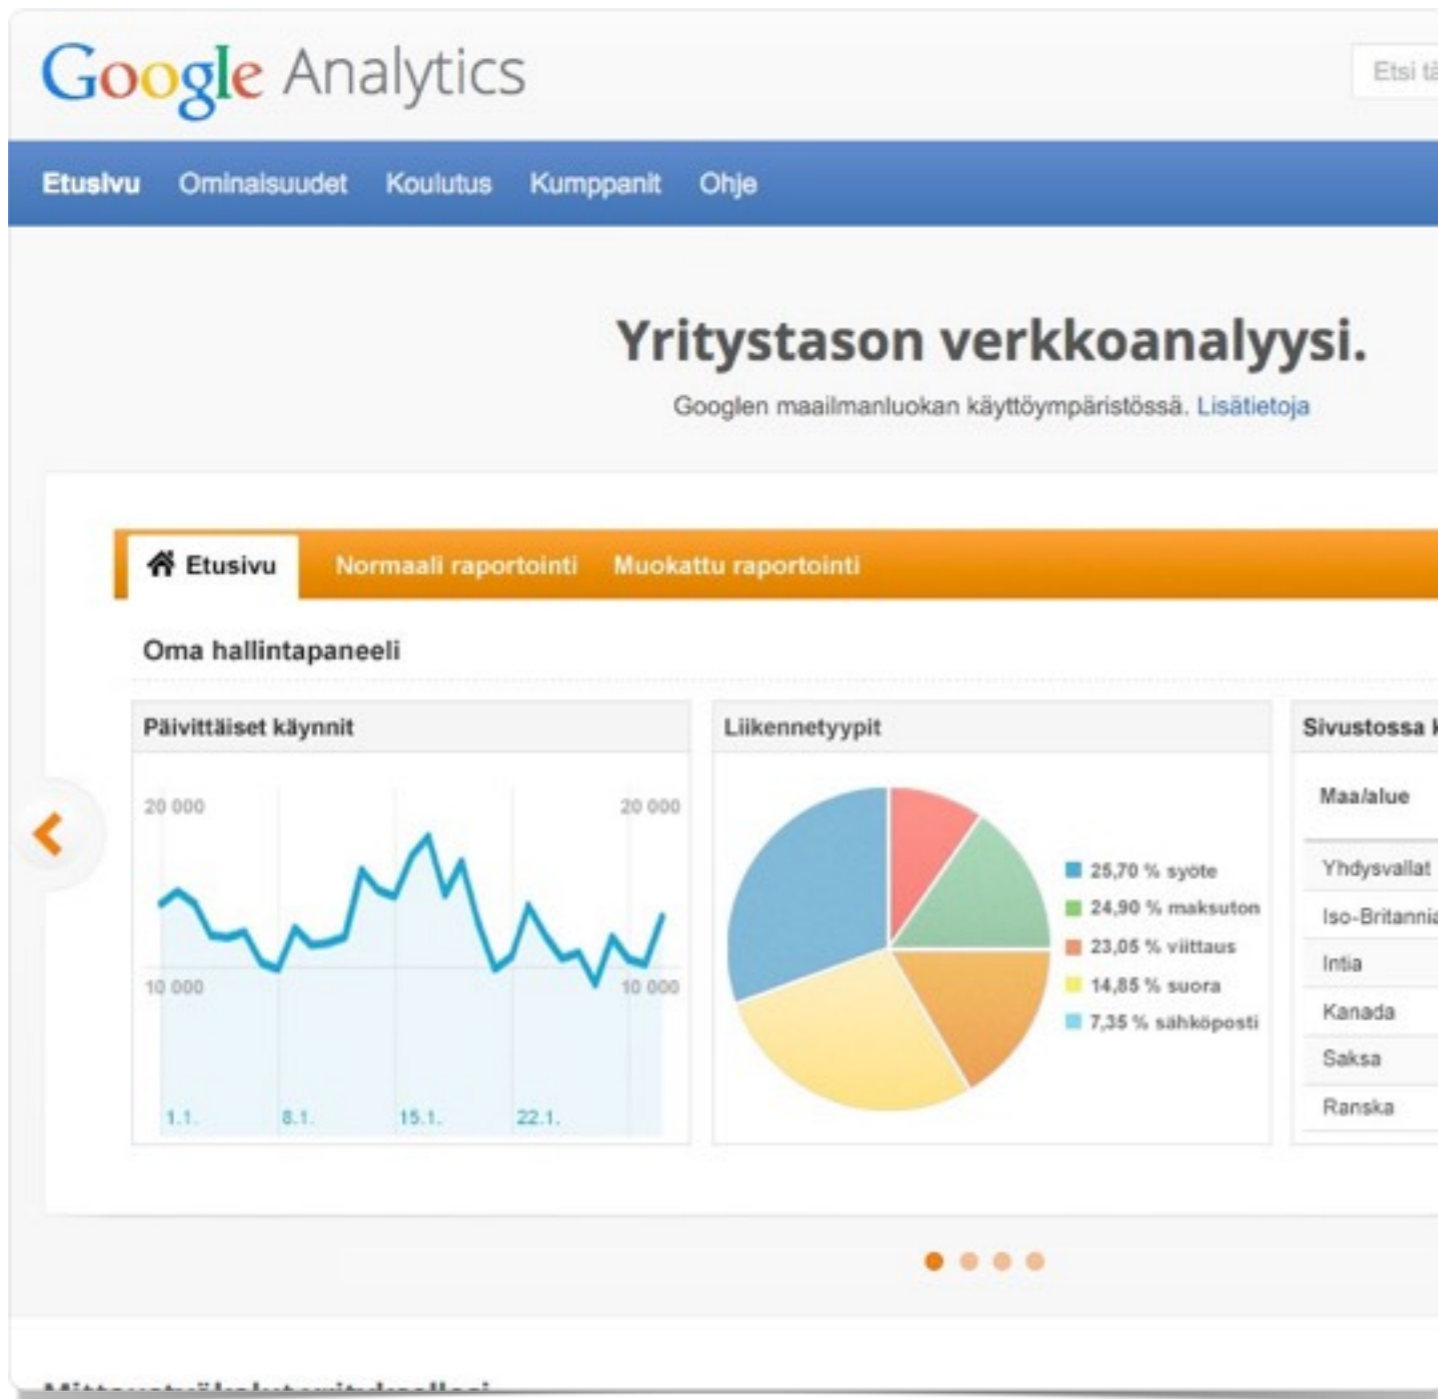 Google Analytics
Etsi tä
Etusivu Ominaisuudet Koulutus Kumppanit Ohje
Yritystason verkkoanalyysi.
Googlen maailmanluokan käyttöympäristössä. Lisätietoja
Etusivu Normaali raportointi Muokattu raportointi
Oma hallintapaneeli
Päivittäiset käynnit
20 000 20 000
10 000 10 000
1.1. 8.1. 15.1. 22.1.
Liikennetyypit
25,70 % syöte
24,90 % maksuton
23,05 % viittaus
14,85 % suora
7,35 % sähköposti
Sivustossa k
Maa/alue
Yhdysvallat
Iso-Britannia
Intia
Kanada
Saksa
Ranska